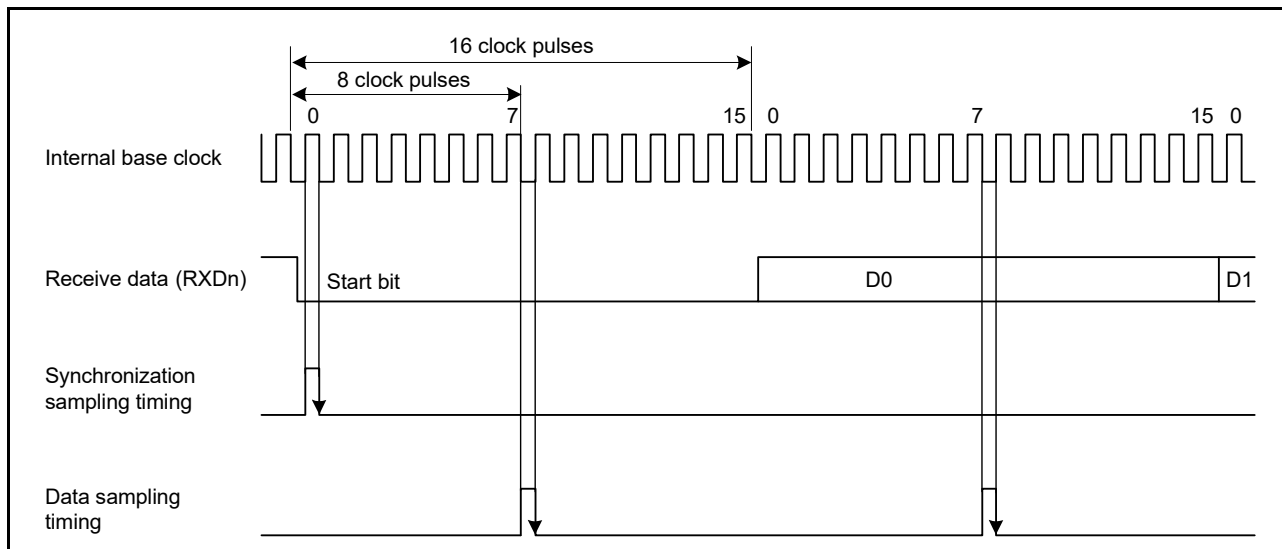 16 clock pulses
8 clock pulses
0 7 15 0 7 15 0
Internal base clock
Receive data (RXDn)
Start bit
D0
D1
Synchronization
sampling timing
Data sampling
timing